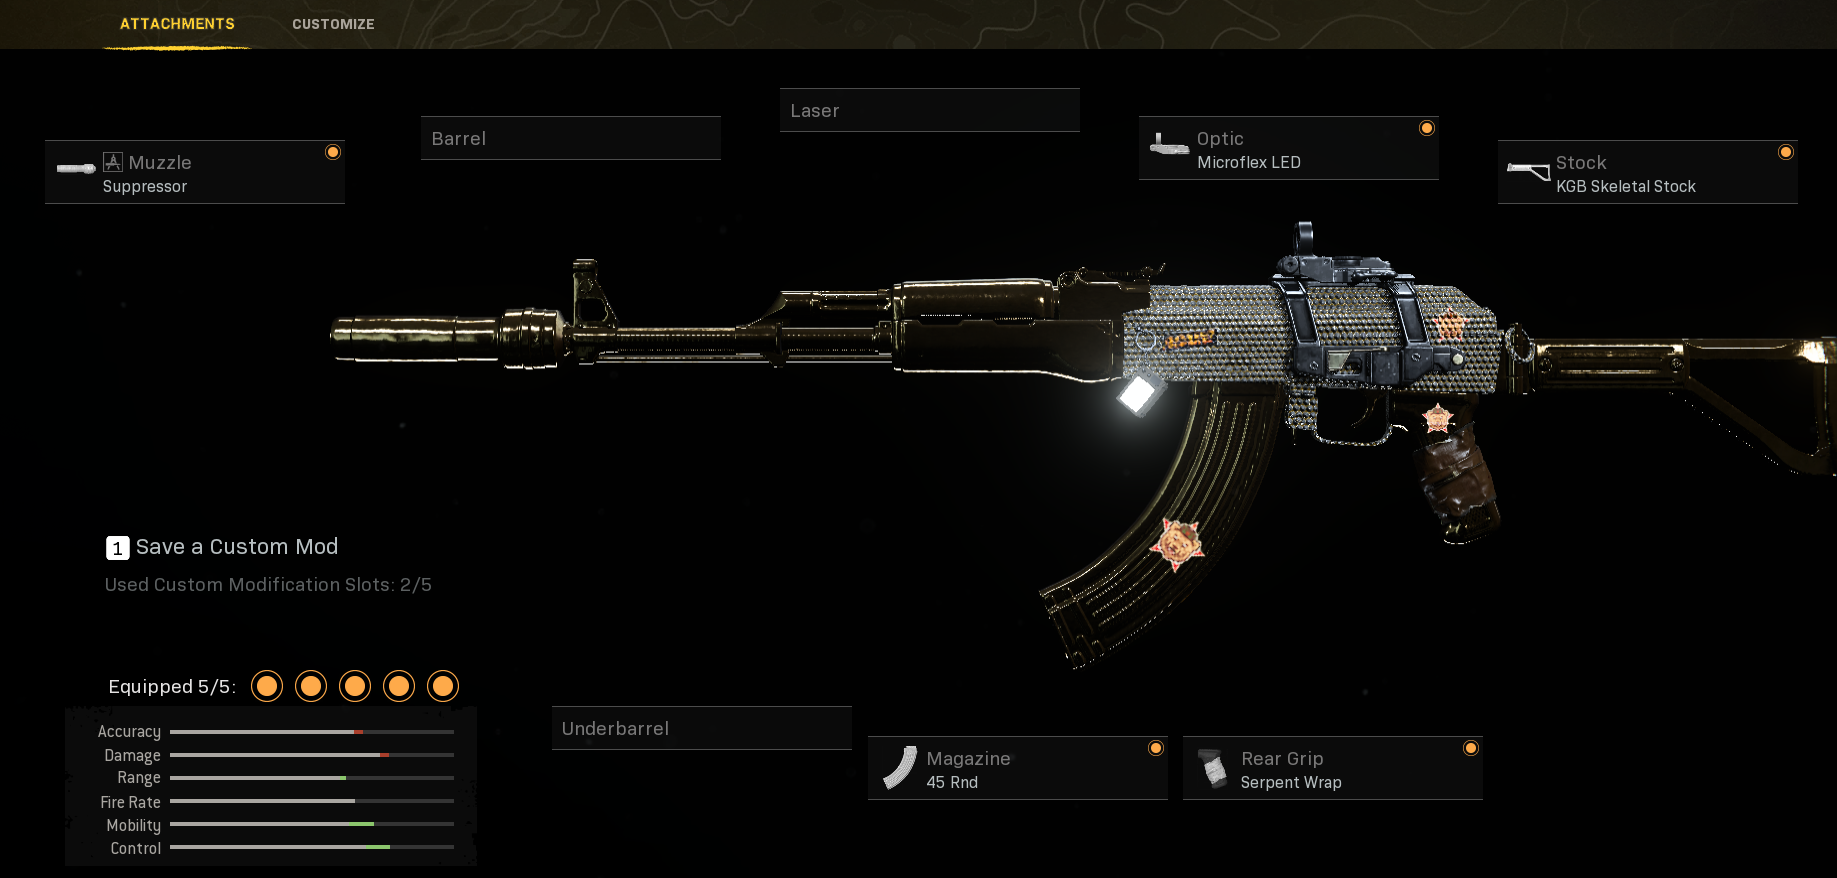 ATTACHMENTS
CUSTOMIZE
Laser
Barrel
Optic
Microflex LED
Muzzle
Suppressor
Stock
KGB Skeletal Stock
1 Save a Custom Mod
Used Custom Modification Slots: 2/5
Equipped 5/5:
Underbarrel
Accuracy
Damage
Range
Fire Rate
Mobility
Control
Magazine
45 Rnd
Rear Grip
Serpent Wrap